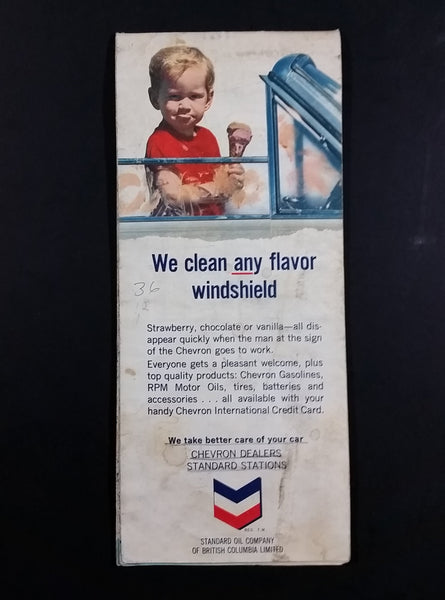 We clean any flavor
windshield
36
Strawberry, chocolate or vanilla—all dis-
appear quickly when the man at the sign
of the Chevron goes to work.
Everyone gets a pleasant welcome, plus
top quality products: Chevron Gasolines,
RPM Motor Oils, tires, batteries and
accessories . . . all available with your
handy Chevron International Credit Card.
We take better care of your car
CHEVRON DEALERS
STANDARD STATIONS
REG. T.M.
STANDARD OIL COMPANY
OF BRITISH COLUMBIA LIMITED